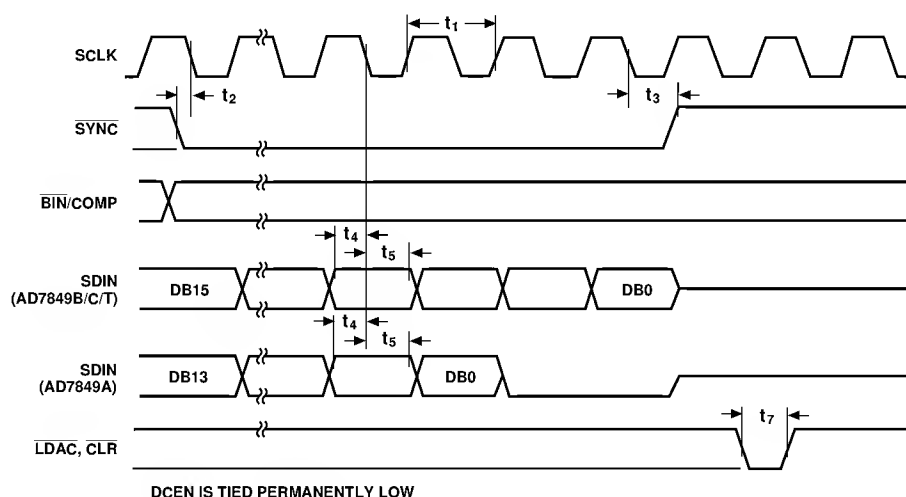 t1
SCLK
t2
t3
SYNC
BIN/COMP
t4
t5
SDIN
(AD7849B/C/T)
DB15
DB0
t4
t5
SDIN
(AD7849A)
DB13
DB0
t7
LDAC, CLR
DCEN IS TIED PERMANENTLY LOW